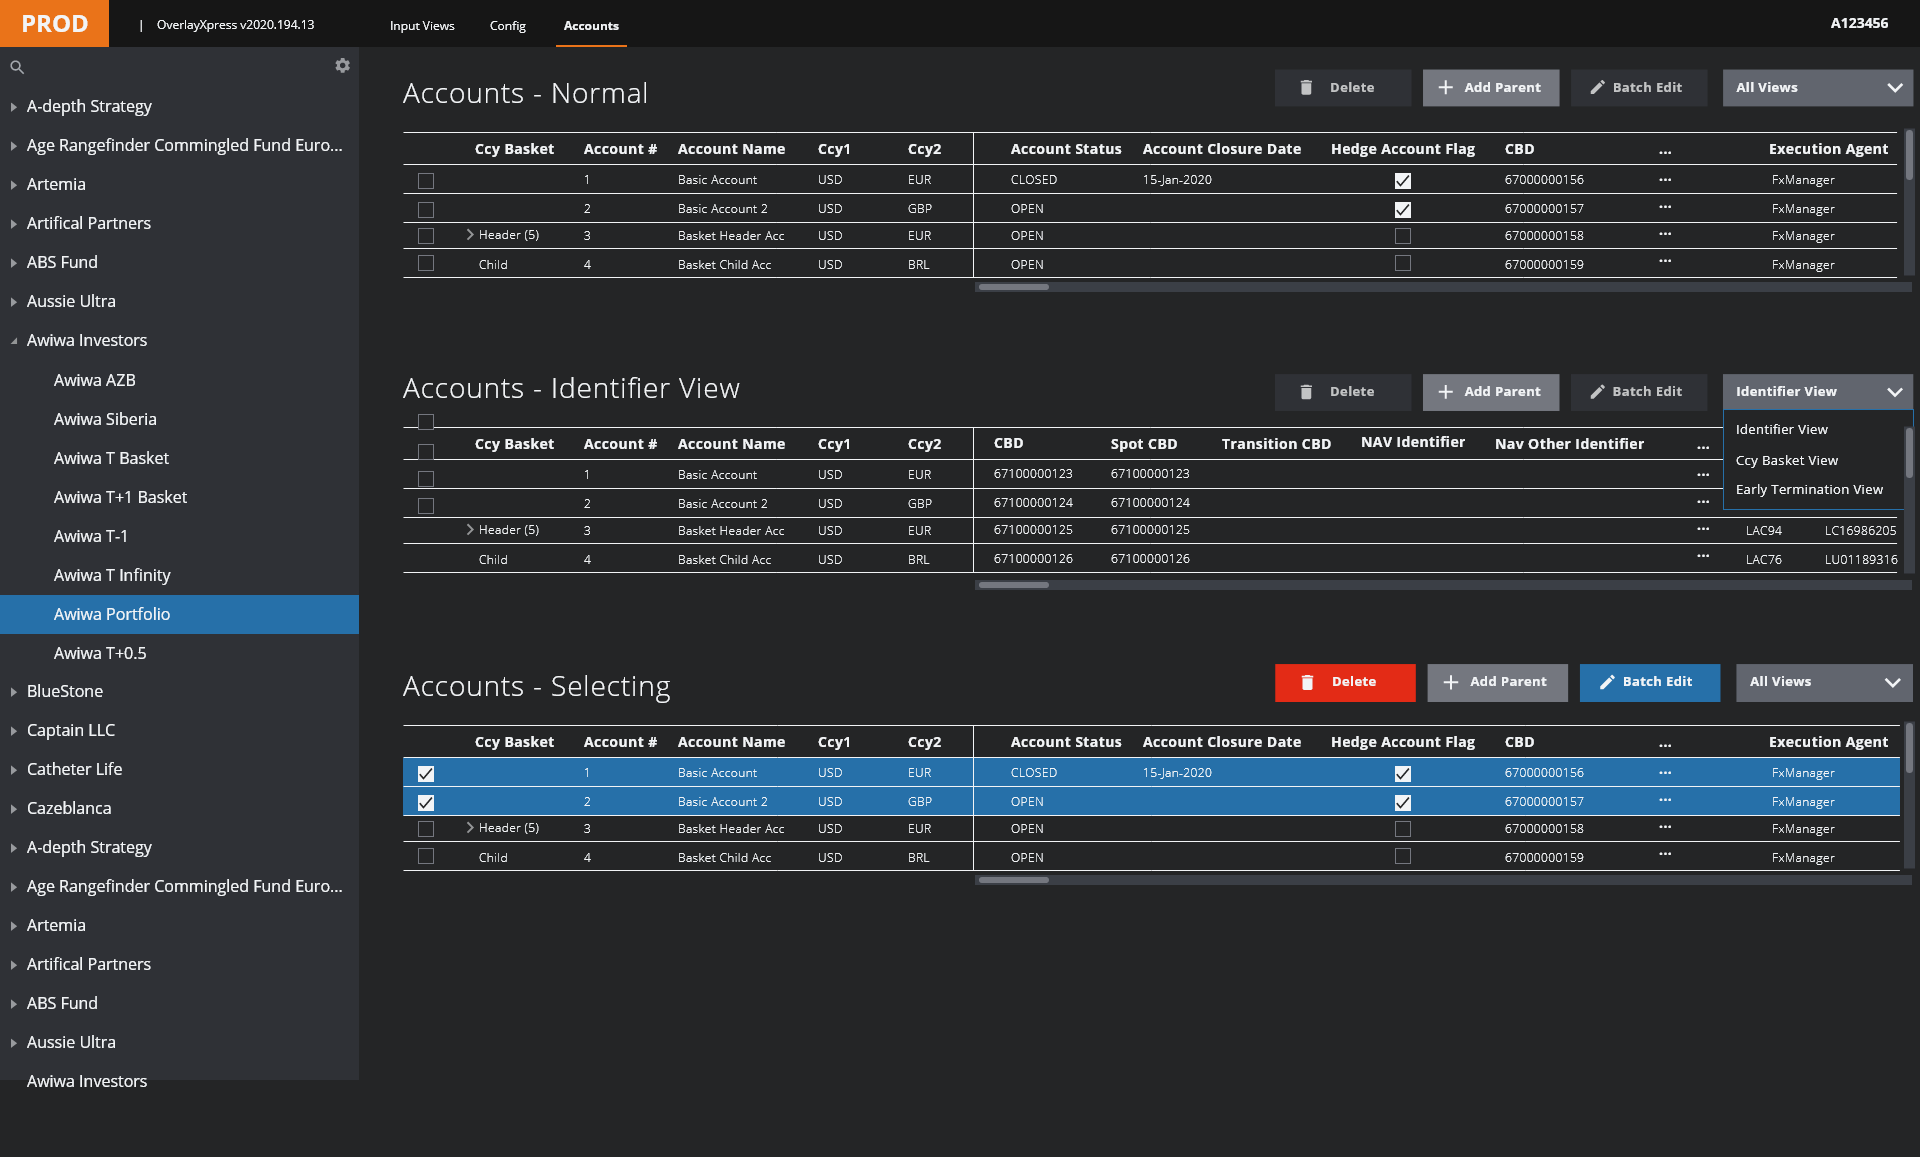 PROD | OverlayXpress v2020.194.13 Input Views Config Accounts A123456
A-depth Strategy
Age Rangefinder Commingled Fund Euro...
Artemia
Artifical Partners
ABS Fund
Aussie Ultra
Awiwa Investors
Awiwa AZB
Awiwa Siberia
Awiwa T Basket
Awiwa T+1 Basket
Awiwa T-1
Awiwa T Infinity
Awiwa Portfolio
Awiwa T+0.5
BlueStone
Captain LLC
Catheter Life
Cazeblanca
A-depth Strategy
Age Rangefinder Commingled Fund Euro...
Artemia
Artifical Partners
ABS Fund
Aussie Ultra
Awiwa Investors
Accounts - Normal Delete Add Parent Batch Edit All Views
Ccy Basket Account # Account Name Ccy1 Ccy2 Account Status Account Closure Date Hedge Account Flag CBD ... Execution Agent
1 Basic Account USD EUR CLOSED 15-Jan-2020 67000000156 ... FxManager
2 Basic Account 2 USD GBP OPEN 67000000157 ... FxManager
Header (5) 3 Basket Header Acc USD EUR OPEN 67000000158 ... FxManager
Child 4 Basket Child Acc USD BRL OPEN 67000000159 ... FxManager
Accounts - Identifier View Delete Add Parent Batch Edit Identifier View
Identifier View
Ccy Basket View
Early Termination View
Ccy Basket Account # Account Name Ccy1 Ccy2 CBD Spot CBD Transition CBD NAV Identifier Nav Other Identifier ...
1 Basic Account USD EUR 67100000123 67100000123 ...
2 Basic Account 2 USD GBP 67100000124 67100000124 ...
Header (5) 3 Basket Header Acc USD EUR 67100000125 67100000125 ... LAC94 LC16986205
Child 4 Basket Child Acc USD BRL 67100000126 67100000126 ... LAC76 LU01189316
Accounts - Selecting Delete Add Parent Batch Edit All Views
Ccy Basket Account # Account Name Ccy1 Ccy2 Account Status Account Closure Date Hedge Account Flag CBD ... Execution Agent
1 Basic Account USD EUR CLOSED 15-Jan-2020 67000000156 ... FxManager
2 Basic Account 2 USD GBP OPEN 67000000157 ... FxManager
Header (5) 3 Basket Header Acc USD EUR OPEN 67000000158 ... FxManager
Child 4 Basket Child Acc USD BRL OPEN 67000000159 ... FxManager